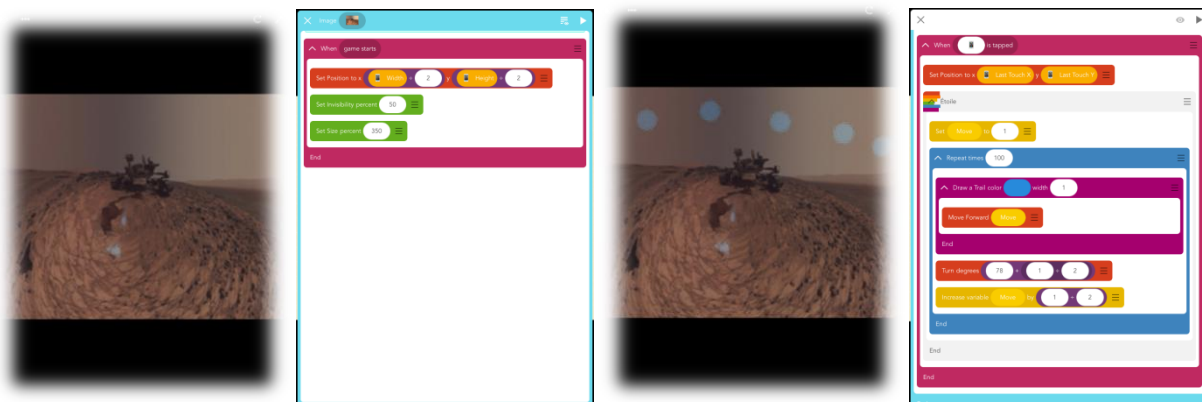 Image
When game starts
Set Position to x Width ÷ 2 y Height ÷ 2
Set Invisibility percent 50
Set Size percent 350
End
When is tapped
Set Position to x Last Touch X y Last Touch Y
Etoile
Set Move to 1
Repeat times 100
Draw a Trail color width 1
Move Forward Move
End
Turn degrees 78 + 1 ÷ 2
Increase variable Move by 1 ÷ 2
End
End
End